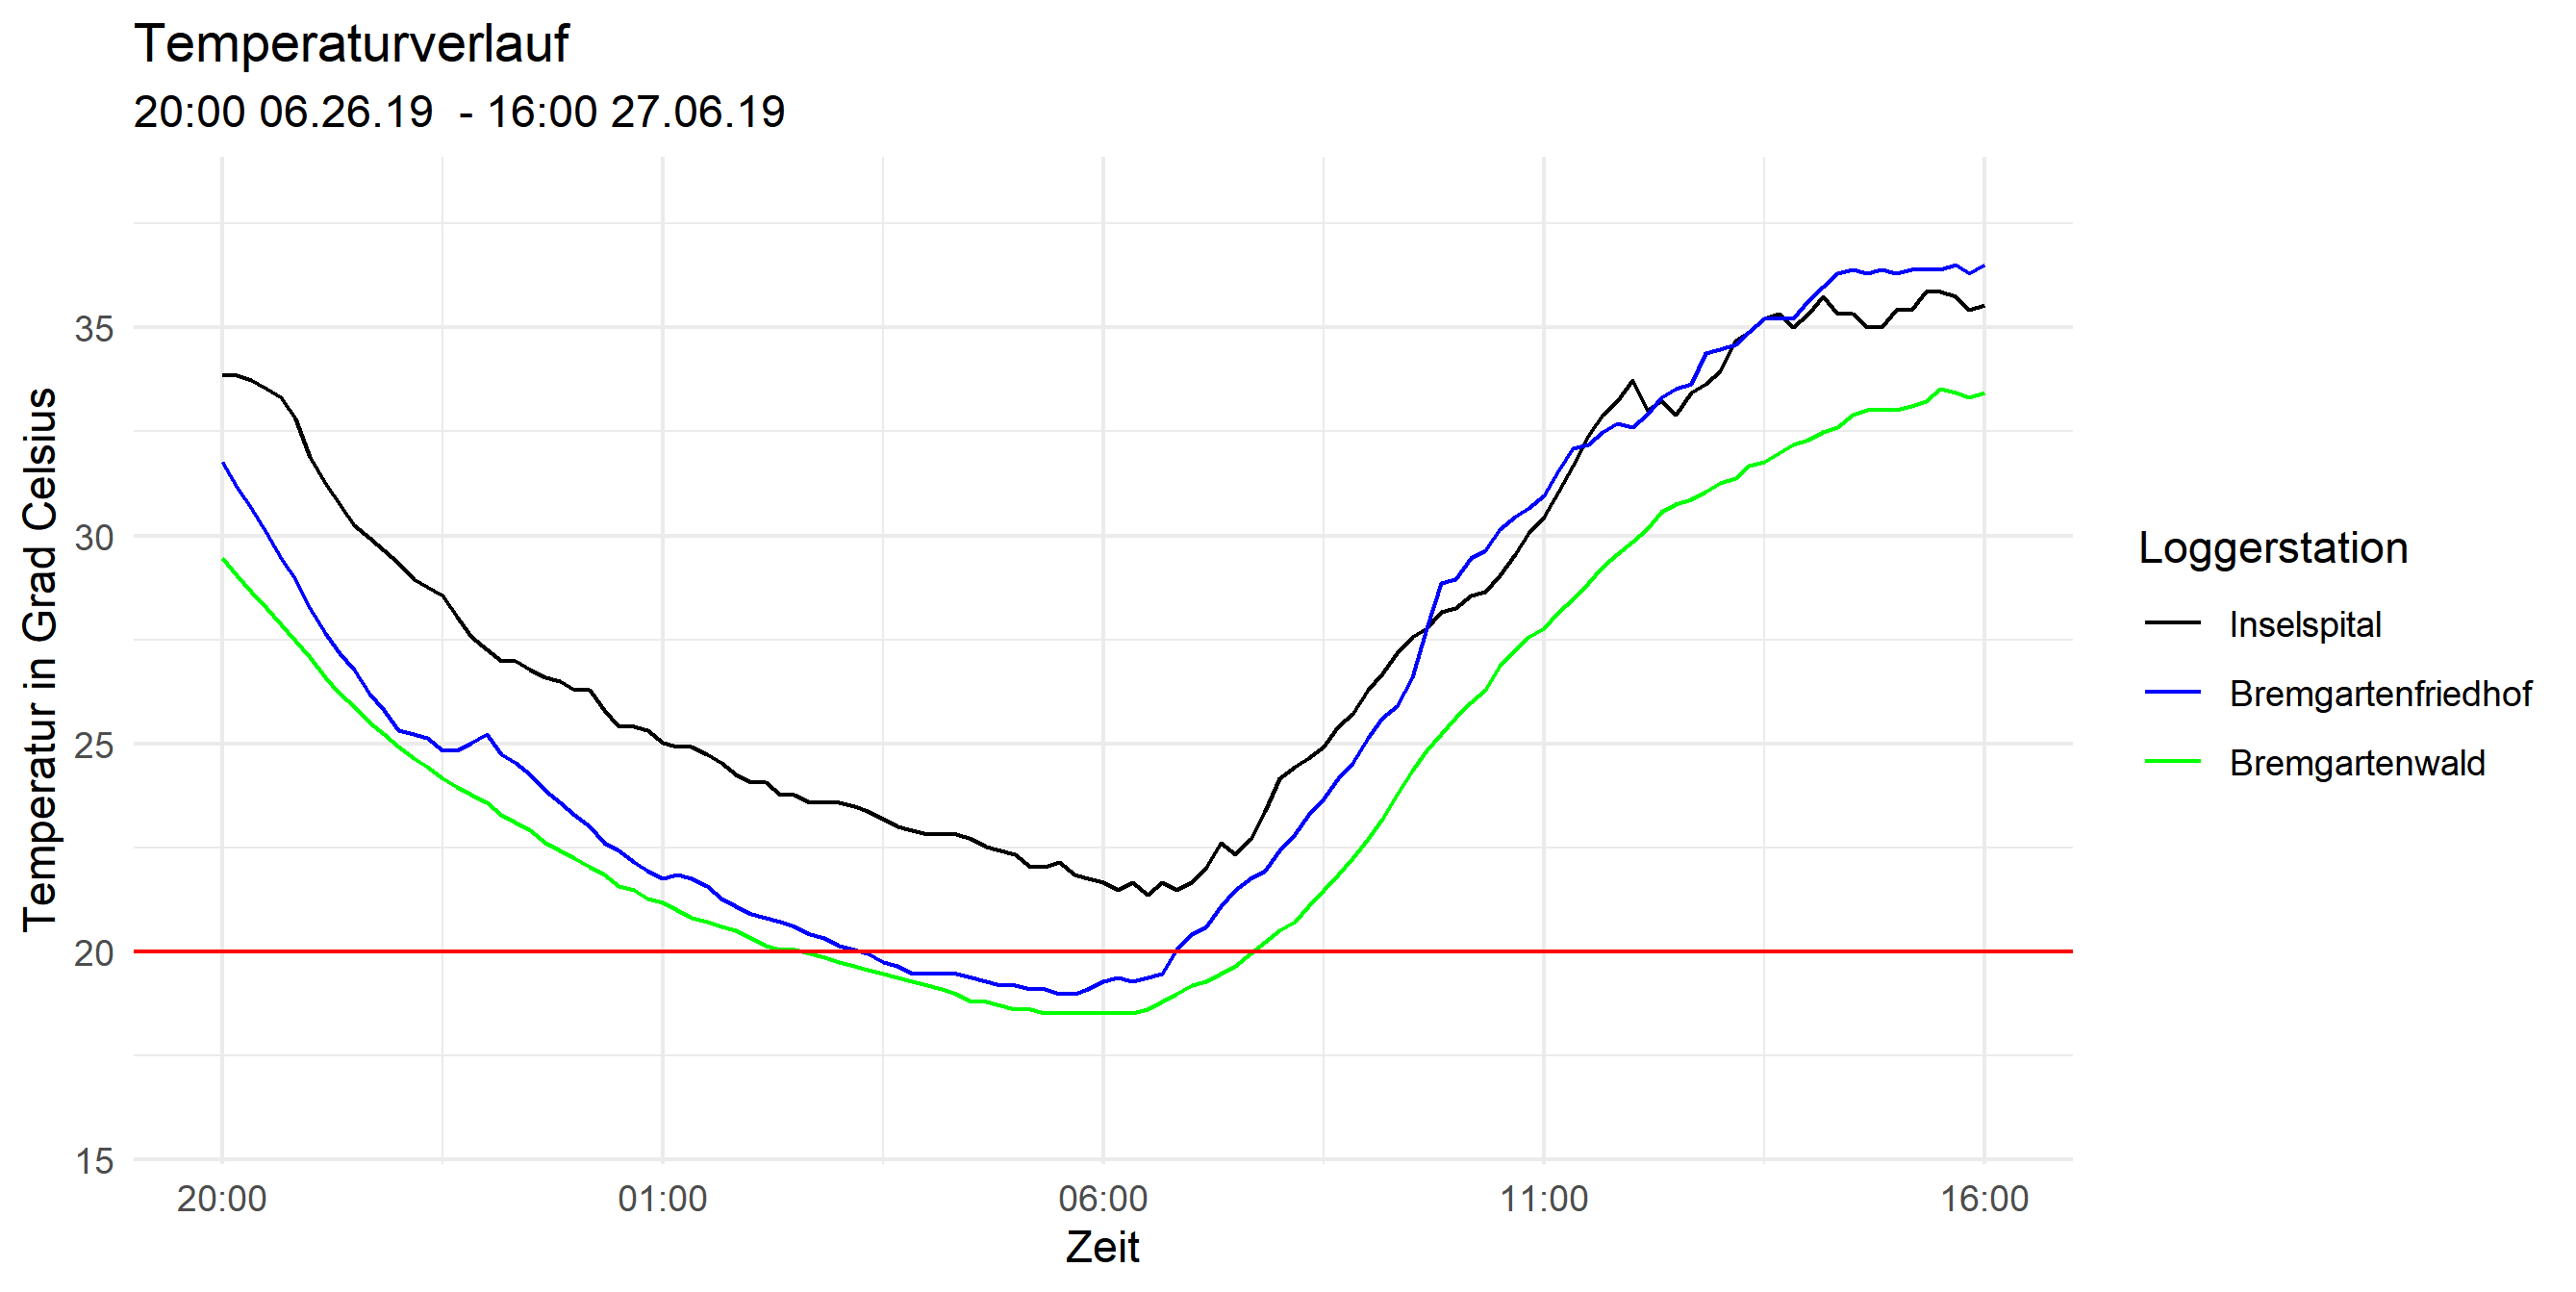 Temperaturverlauf
20:00 06.26.19  - 16:00 27.06.19
Temperatur in Grad Celsius
35
30
25
20
15
20:00 01:00 06:00 11:00 16:00
Zeit
Loggerstation
Inselspital
Bremgartenfriedhof
Bremgartenwald